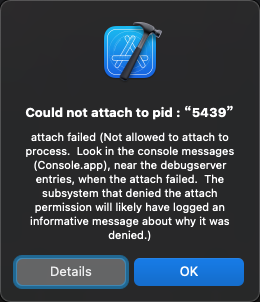 Could not attach to pid : “5439”
attach failed (Not allowed to attach to
process.  Look in the console messages
(Console.app), near the debugserver
entries, when the attach failed.  The
subsystem that denied the attach
permission will likely have logged an
informative message about why it was
denied.)
Details
OK